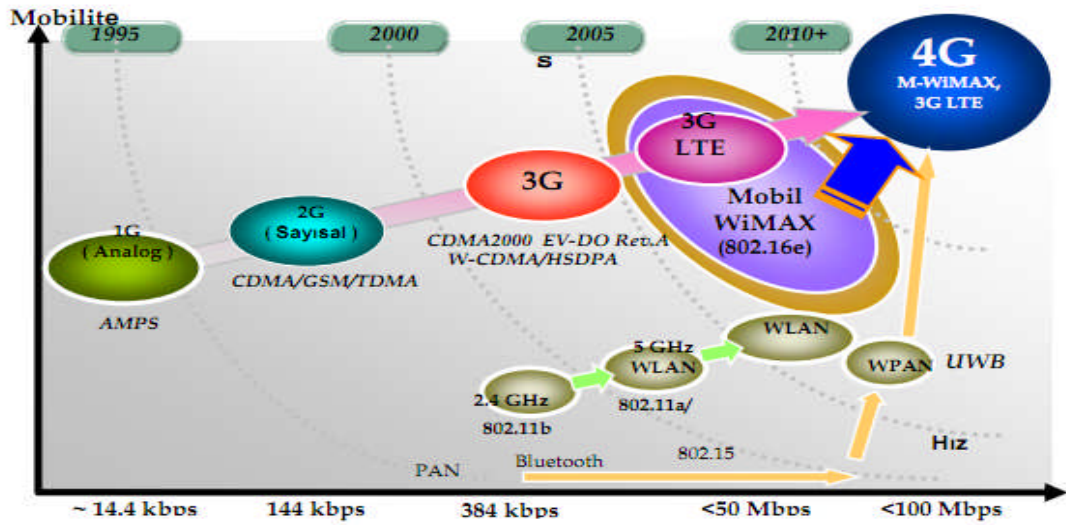 Mobilite
1995
2000
2005
2010+
s
4G
M-WiMAX,
3G LTE
3G
LTE
3G
Mobil
WiMAX
(802.16e)
2G
( Sayısal )
1G
( Analog )
CDMA2000 EV-DO Rev.A
W-CDMA/HSDPA
CDMA/GSM/TDMA
AMPS
WLAN
5 GHz
WLAN
802.11a/
WPAN
UWB
2.4 GHz
802.11b
Hız
PAN
Bluetooth
802.15
~ 14.4 kbps
144 kbps
384 kbps
<50 Mbps
<100 Mbps